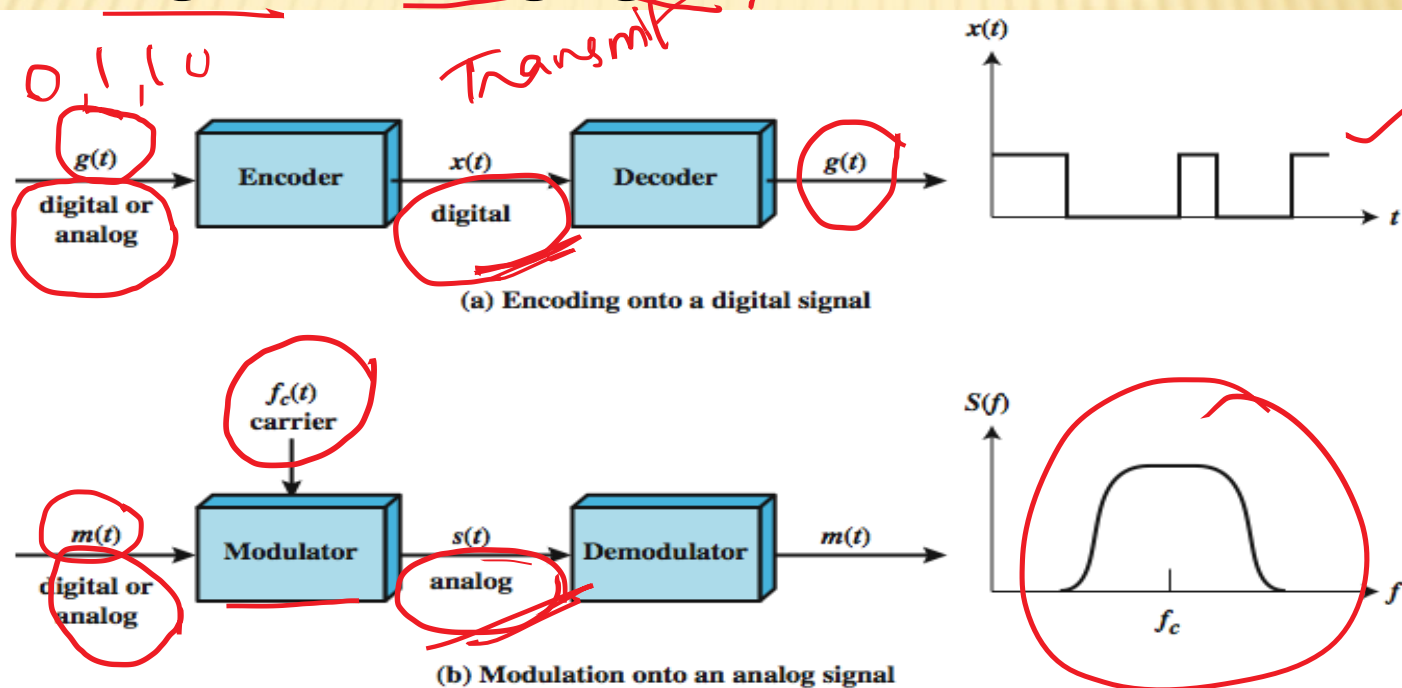 0 1 1 0
Transmit
x(t)
g(t)
Encoder
x(t)
Decoder
g(t)
digital or
analog
digital
t
(a) Encoding onto a digital signal
f_c(t)
carrier
S(f)
m(t)
Modulator
s(t)
Demodulator
m(t)
digital or
analog
analog
f
f_c
(b) Modulation onto an analog signal